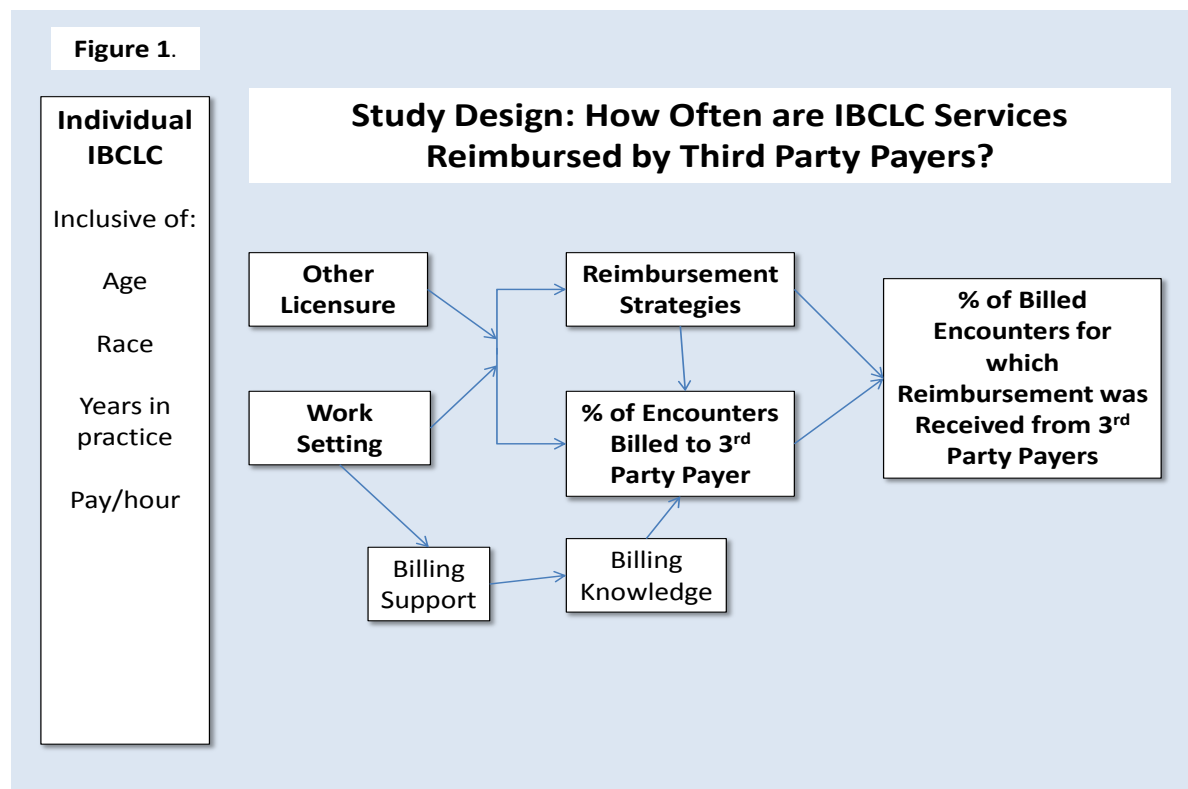 Figure 1.
Individual
IBCLC
Inclusive of:
Age
Race
Years in
practice
Pay/hour
Study Design: How Often are IBCLC Services
Reimbursed by Third Party Payers?
Other
Licensure
Work
Setting
Billing
Support
Reimbursement
Strategies
% of Encounters
Billed to 3rd
Party Payer
Billing
Knowledge
% of Billed
Encounters for
which
Reimbursement was
Received from 3rd
Party Payers